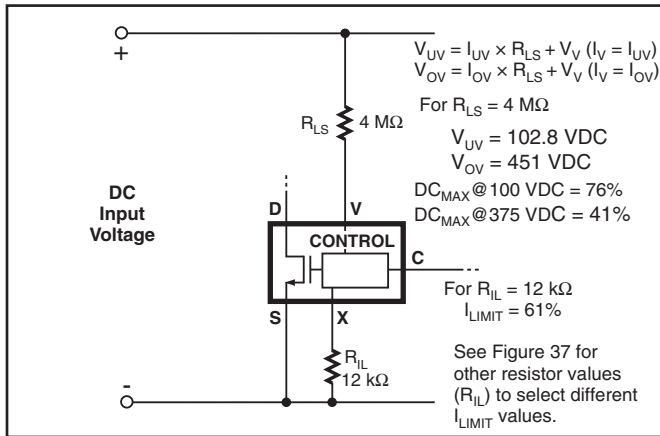 +
DC
Input
Voltage
-
R_LS 4 MΩ
D
V
CONTROL
C
S
X
R_IL
12 kΩ
V_UV = I_UV × R_LS + V_V (I_V = I_UV)
V_OV = I_OV × R_LS + V_V (I_V = I_OV)
For R_LS = 4 MΩ
V_UV = 102.8 VDC
V_OV = 451 VDC
DC_MAX@100 VDC = 76%
DC_MAX@375 VDC = 41%
For R_IL = 12 kΩ
I_LIMIT = 61%
See Figure 37 for
other resistor values
(R_IL) to select different
I_LIMIT values.